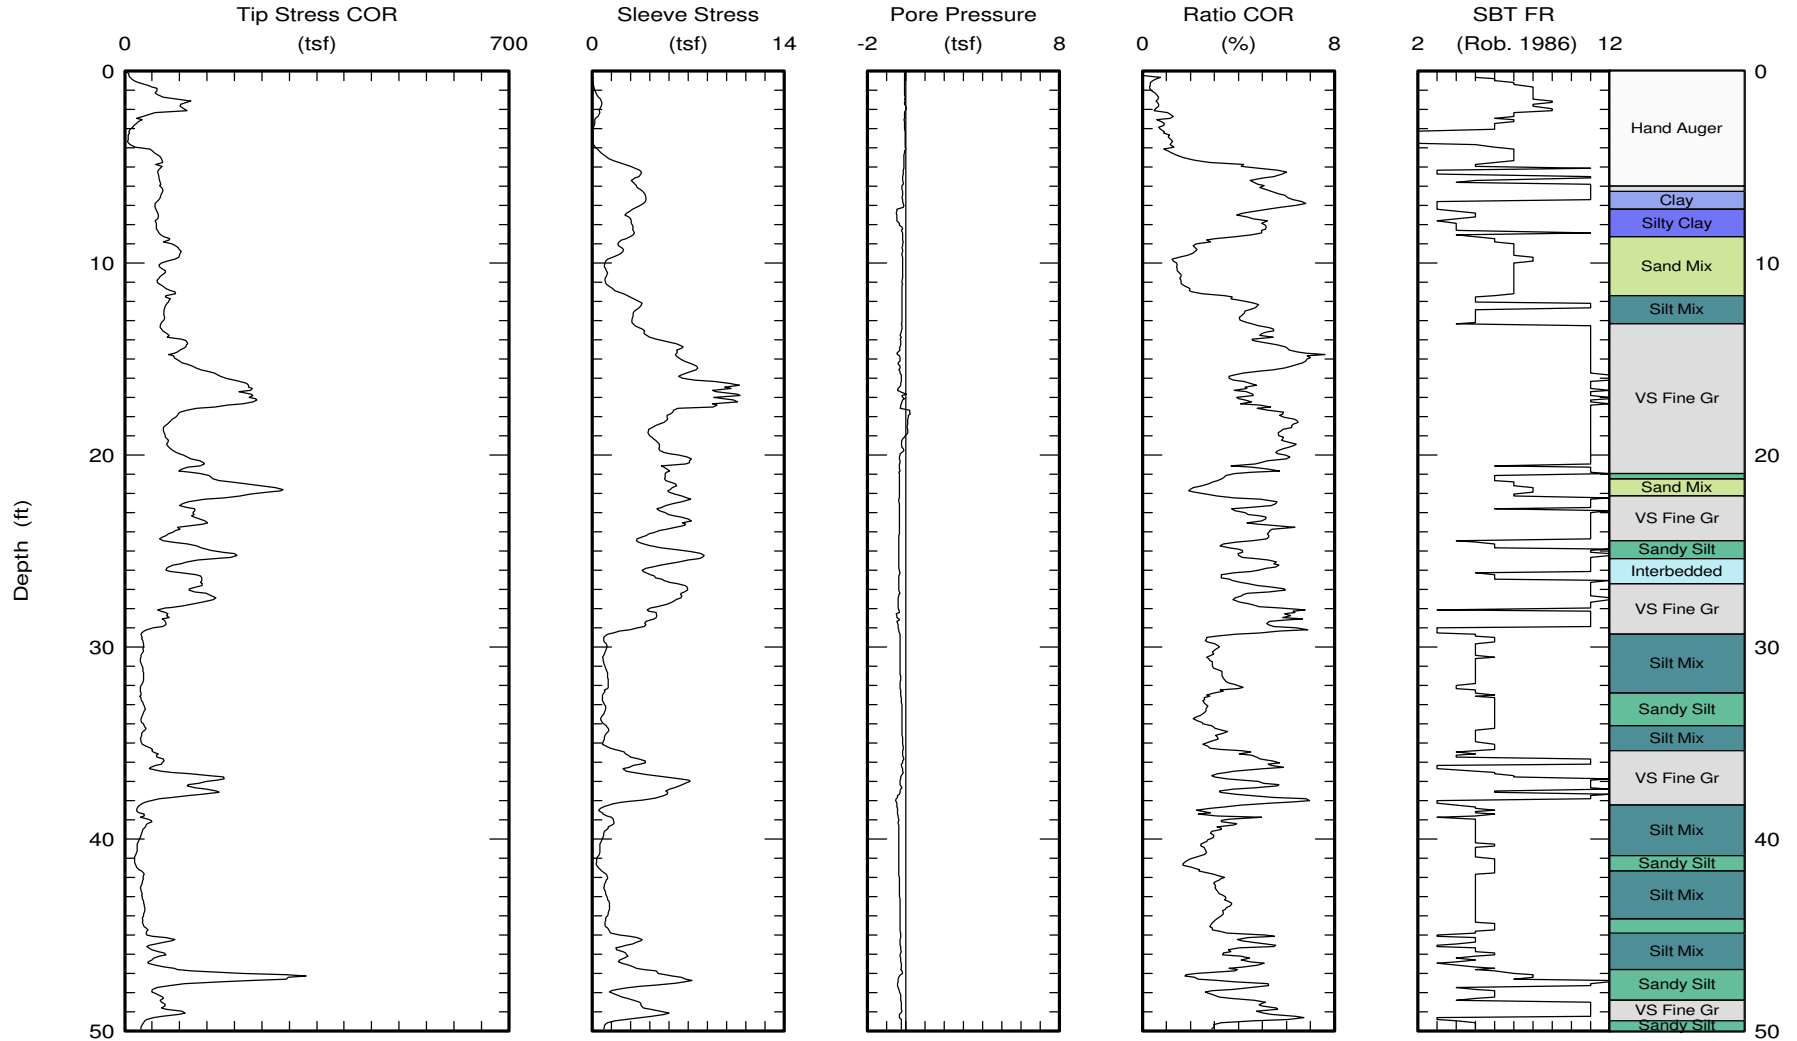 Tip Stress COR Sleeve Stress Pore Pressure Ratio COR SBT FR
0 (tsf) 700 0 (tsf) 14 -2 (tsf) 8 0 (%) 8 2 (Rob. 1986) 12
0 0
Hand Auger
Clay
Silty Clay
10 Sand Mix 10
Silt Mix
VS Fine Gr
20 20
Sand Mix
VS Fine Gr
Sandy Silt
Depth (ft)
Interbedded
VS Fine Gr
30 30
Silt Mix
Sandy Silt
Silt Mix
VS Fine Gr
40 Silt Mix 40
Sandy Silt
Silt Mix
Silt Mix
Sandy Silt
VS Fine Gr
50 Sandy Silt 50